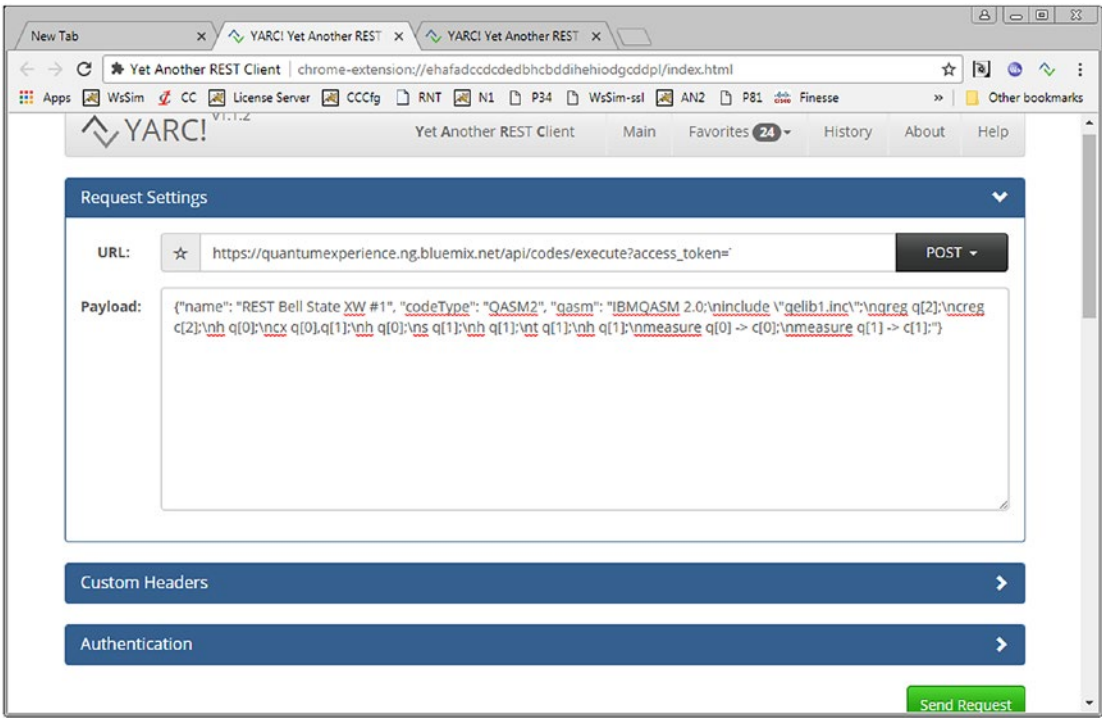 New Tab
YARC! Yet Another REST
YARC! Yet Another REST
Yet Another REST Client | chrome-extension://ehafadccdcdedbhcbddihehiodgcddpl/index.html
Apps WsSim CC License Server CCCfg RNT N1 P34 WsSim-ssl AN2 P81 Finesse » Other bookmarks
YARC! v1.1.2 Yet Another REST Client Main Favorites 24 History About Help
Request Settings
URL: https://quantumexperience.ng.bluemix.net/api/codes/execute?access_token= POST
Payload: {"name": "REST Bell State XW #1", "codeType": "QASM2", "qasm": "IBMQASM 2.0;\ninclude \"qelib1.inc\";\nqreg q[2];\ncreg
c[2];\nh q[0];\ncx q[0],q[1];\nh q[0];\ns q[1];\nh q[1];\nt q[1];\nh q[1];\nmeasure q[0] -> c[0];\nmeasure q[1] -> c[1];"}
Custom Headers
Authentication
Send Request